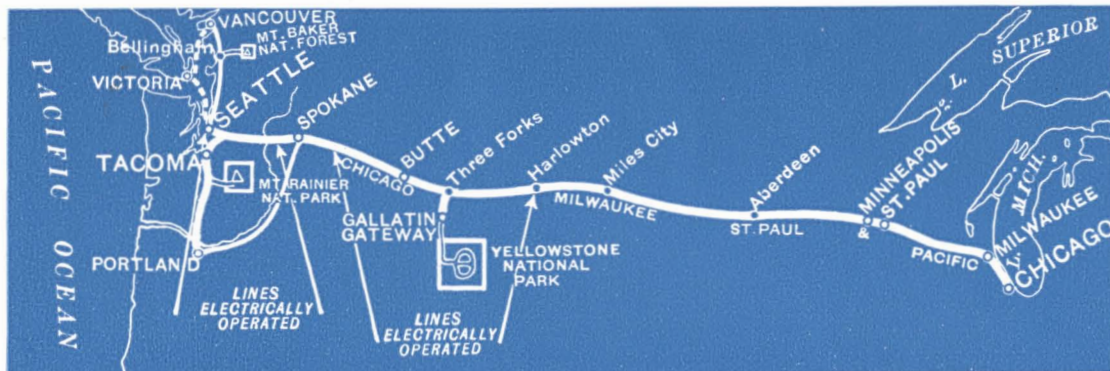 VANCOUVER
MT. BAKER
NAT. FOREST
Bellingham
VICTORIA
SEATTLE
SPOKANE
TACOMA
MT. RAINIER
NAT. PARK
PORTLAND
PACIFIC OCEAN
LINES
ELECTRICALLY
OPERATED
CHICAGO
BUTTE
Three Forks
GALLATIN
GATEWAY
YELLOWSTONE
NATIONAL
PARK
LINES
ELECTRICALLY
OPERATED
Harlowton
MILWAUKEE
Miles City
Aberdeen
ST. PAUL
MINNEAPOLIS
&
ST. PAUL
PACIFIC
L. SUPERIOR
L. MICH.
MILWAUKEE
CHICAGO